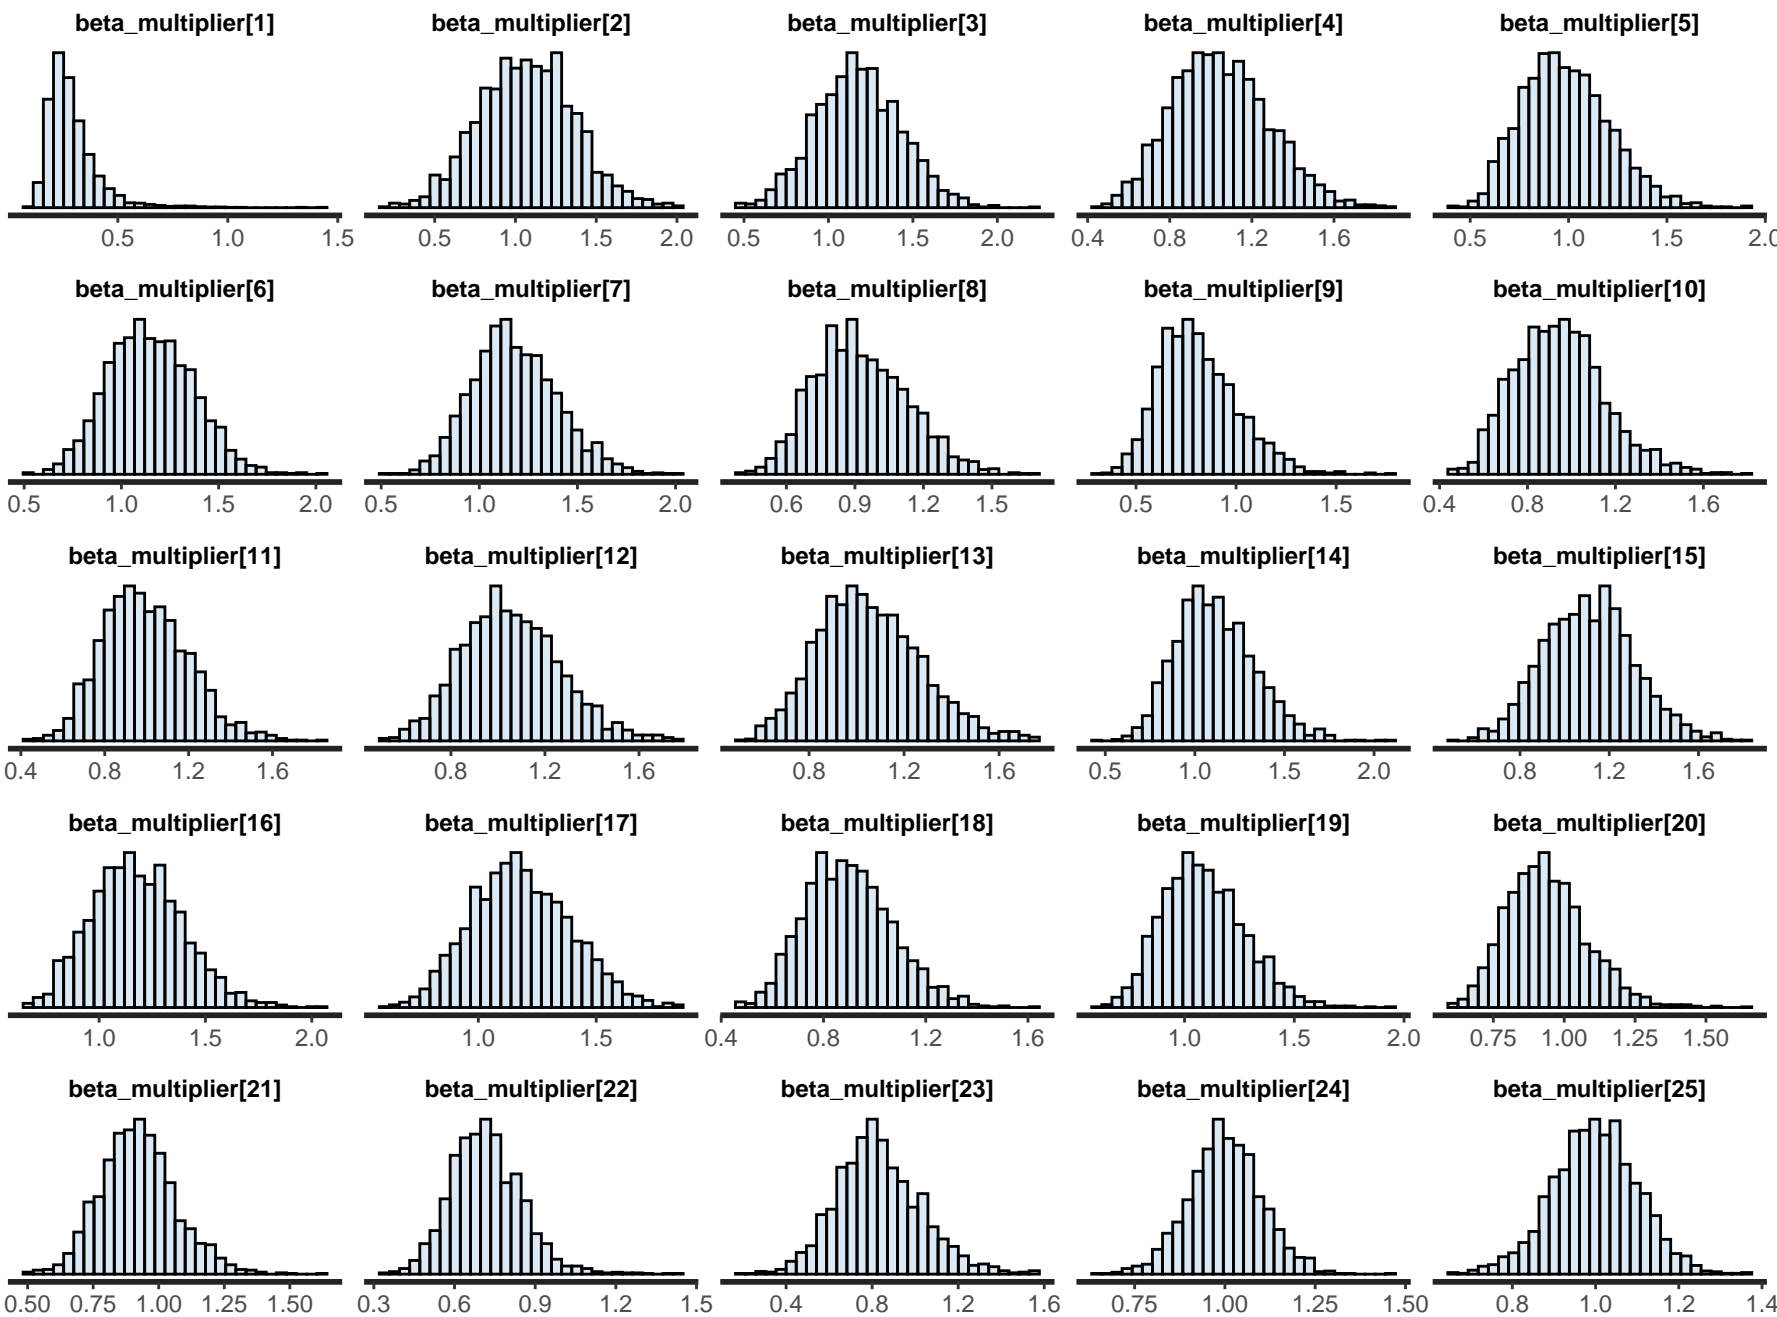 beta_multiplier[1] beta_multiplier[2] beta_multiplier[3] beta_multiplier[4] beta_multiplier[5]
0.5 1.0 1.5 0.5 1.0 1.5 2.0 0.5 1.0 1.5 2.0 0.4 0.8 1.2 1.6 0.5 1.0 1.5 2.0
beta_multiplier[6] beta_multiplier[7] beta_multiplier[8] beta_multiplier[9] beta_multiplier[10]
0.5 1.0 1.5 2.0 0.5 1.0 1.5 2.0 0.6 0.9 1.2 1.5 0.5 1.0 1.5 0.4 0.8 1.2 1.6
beta_multiplier[11] beta_multiplier[12] beta_multiplier[13] beta_multiplier[14] beta_multiplier[15]
0.4 0.8 1.2 1.6 0.8 1.2 1.6 0.8 1.2 1.6 0.5 1.0 1.5 2.0 0.8 1.2 1.6
beta_multiplier[16] beta_multiplier[17] beta_multiplier[18] beta_multiplier[19] beta_multiplier[20]
1.0 1.5 2.0 1.0 1.5 0.4 0.8 1.2 1.6 1.0 1.5 2.0 0.75 1.00 1.25 1.50
beta_multiplier[21] beta_multiplier[22] beta_multiplier[23] beta_multiplier[24] beta_multiplier[25]
0.50 0.75 1.00 1.25 1.50 0.3 0.6 0.9 1.2 1.5 0.4 0.8 1.2 1.6 0.75 1.00 1.25 1.50 0.8 1.0 1.2 1.4